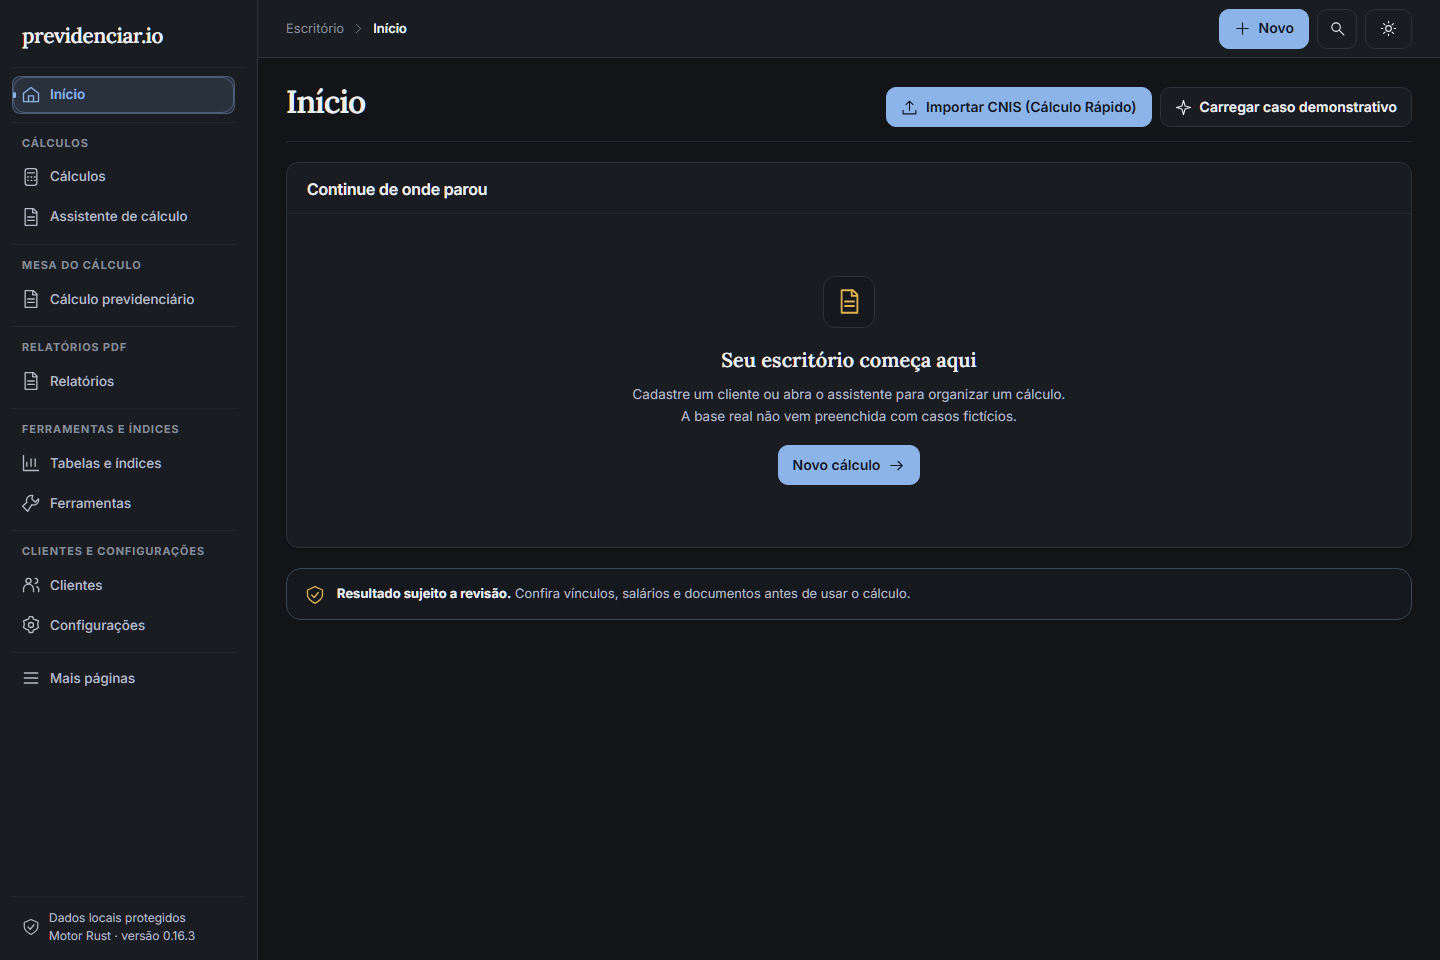 previdenciar.io
Início
CÁLCULOS
Cálculos
Assistente de cálculo
MESA DO CÁLCULO
Cálculo previdenciário
RELATÓRIOS PDF
Relatórios
FERRAMENTAS E ÍNDICES
Tabelas e índices
Ferramentas
CLIENTES E CONFIGURAÇÕES
Clientes
Configurações
Mais páginas
Dados locais protegidos
Motor Rust · versão 0.16.3
Escritório > Início
Novo
Início
Importar CNIS (Cálculo Rápido)
Carregar caso demonstrativo
Continue de onde parou
Seu escritório começa aqui
Cadastre um cliente ou abra o assistente para organizar um cálculo.
A base real não vem preenchida com casos fictícios.
Novo cálculo
Resultado sujeito a revisão. Confira vínculos, salários e documentos antes de usar o cálculo.